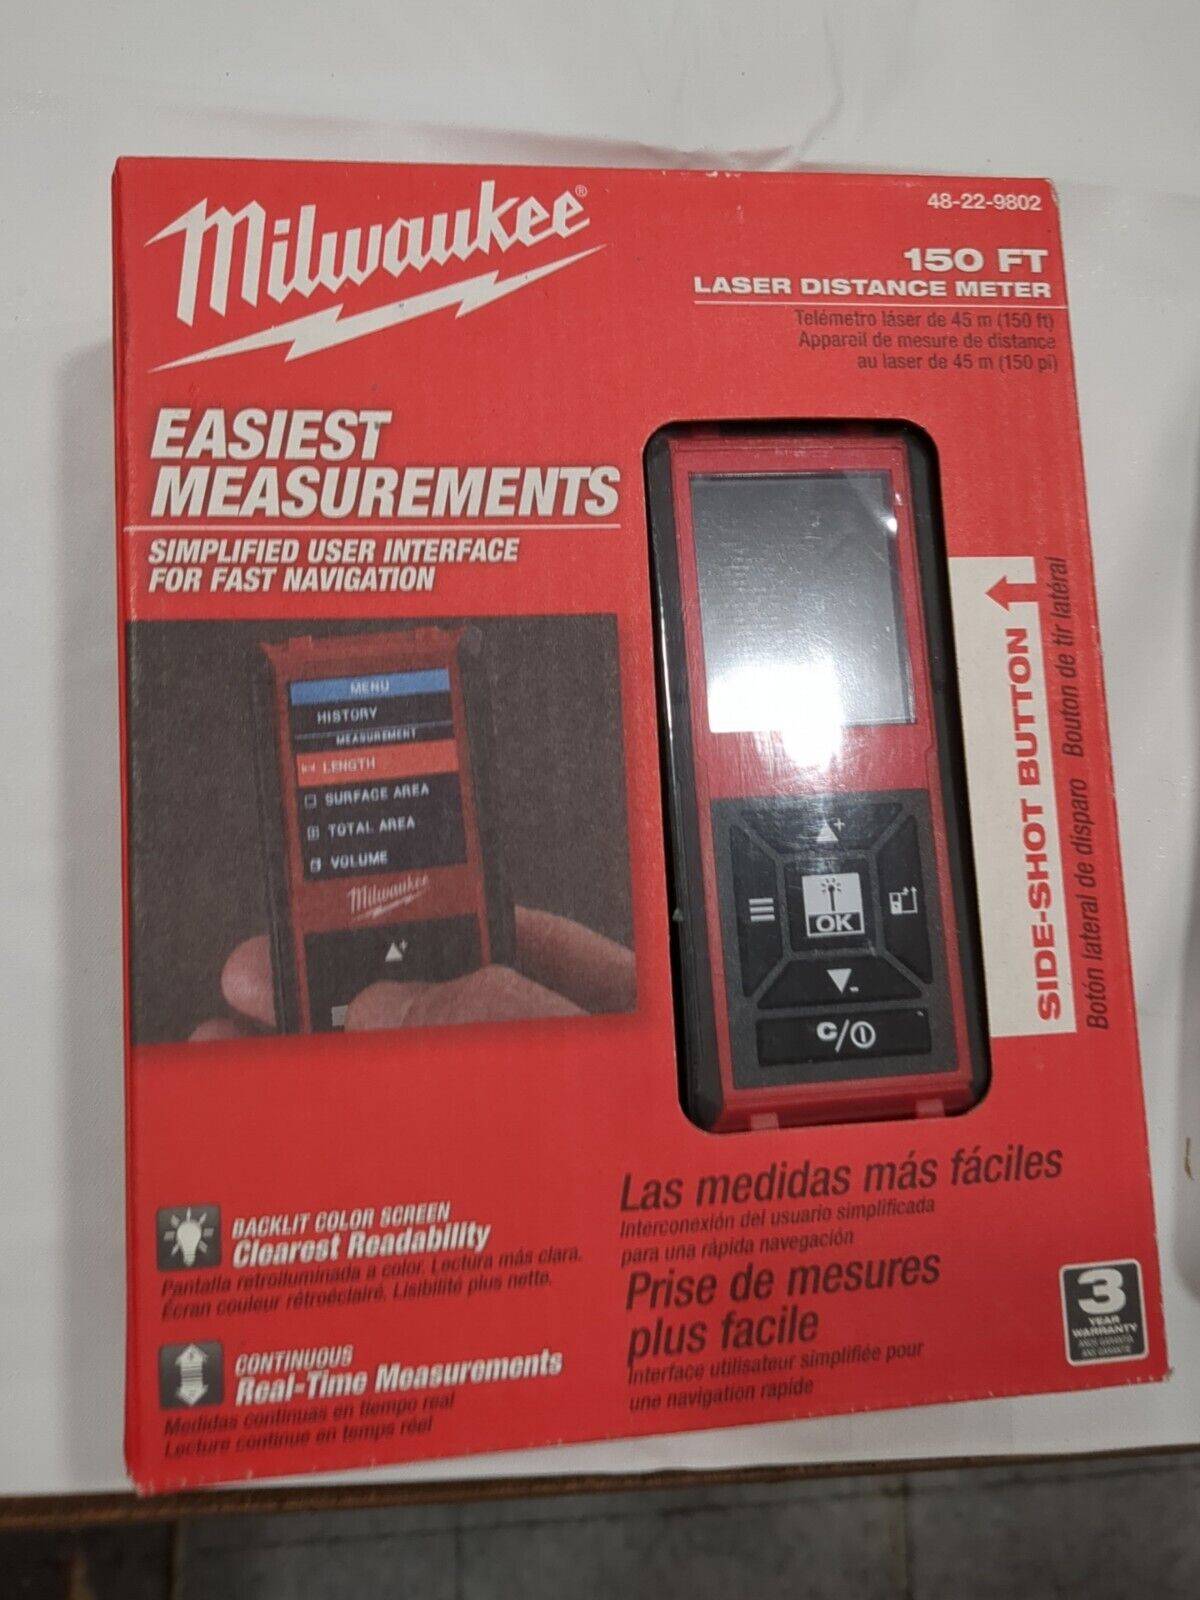 Milwaukee®
48-22-9802
150 FT
LASER DISTANCE METER
Telémetro láser de 45 m (150 ft)
Appareil de mesure de distance
au laser de 45 m (150 pi)
EASIEST
MEASUREMENTS
SIMPLIFIED USER INTERFACE
FOR FAST NAVIGATION
MENU
HISTORY
MEASUREMENT
LENGTH
SURFACE AREA
TOTAL AREA
VOLUME
Milwaukee
+
OK
-
C/
SIDE-SHOT BUTTON
Botón lateral de disparo Bouton de tir latéral
BACKLIT COLOR SCREEN
Clearest Readability
Pantalla retroiluminada a color. Lectura más clara.
Écran couleur rétroéclairé. Lisibilité plus nette.
CONTINUOUS
Real-Time Measurements
Medidas continuas en tiempo real
Lecture continue en temps réel
Las medidas más fáciles
Interconexión del usuario simplificada
para una rápida navegación
Prise de mesures
plus facile
Interface utilisateur simplifiée pour
une navigation rapide
3
YEAR
WARRANTY